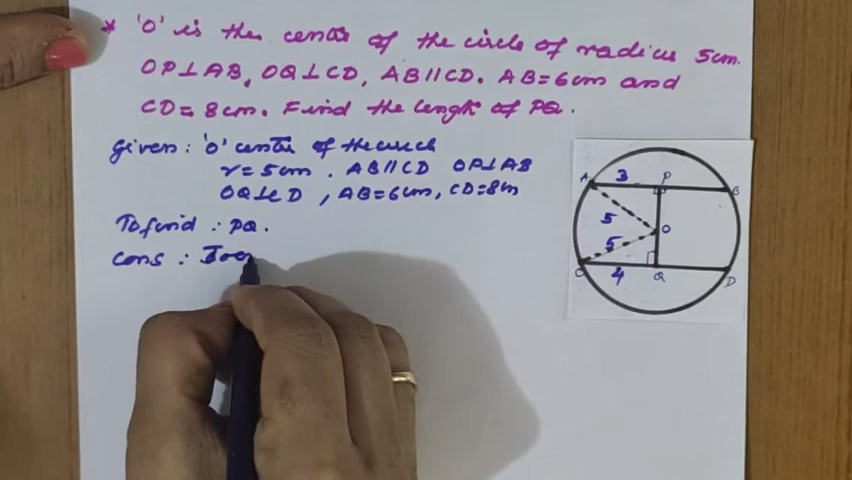 * 'O' is the centre of the circle of radius 5cm.
OP⊥AB, OQ⊥CD, AB//CD. AB=6cm and
CD=8cm. Find the length of PQ.
Given: 'O' centre of the circle
r=5cm. AB//CD OP⊥AB
OQ⊥CD, AB=6cm, CD=8cm
To find: PQ.
Cons: Join
A 3 P B
5
O
5
C 4 Q D